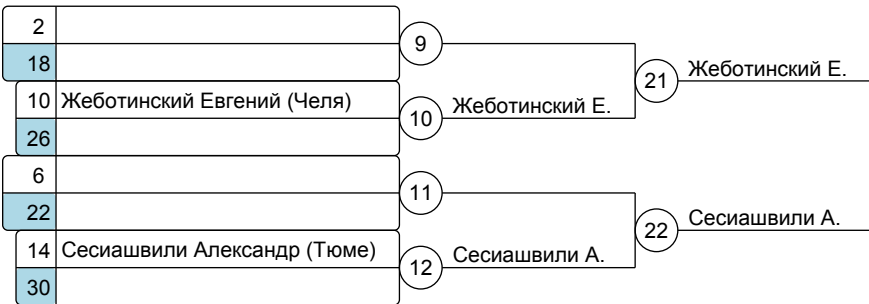 2
9
18
Жеботинский Е.
21
10 Жеботинский Евгений (Челя)
Жеботинский Е.
10
26
6
11
22
Сесиашвили А.
22
14 Сесиашвили Александр (Тюме)
Сесиашвили А.
12
30